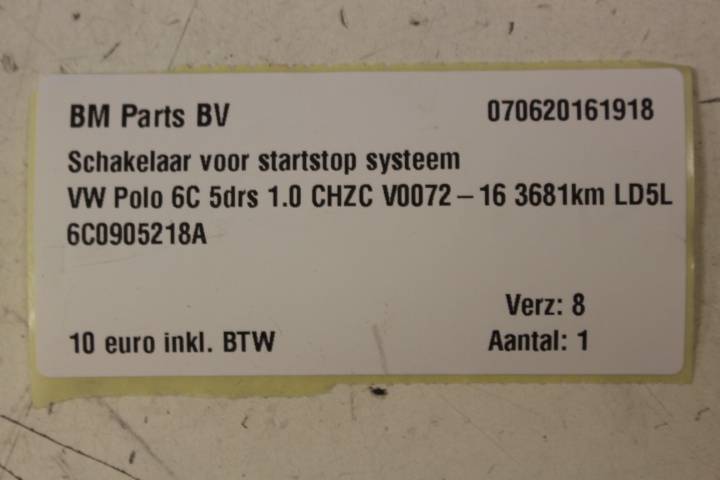 BM Parts BV 070620161918
Schakelaar voor startstop systeem
VW Polo 6C 5drs 1.0 CHZC V0072-16 3681km LD5L
6C0905218A
Verz: 8
10 euro inkl. BTW Aantal: 1